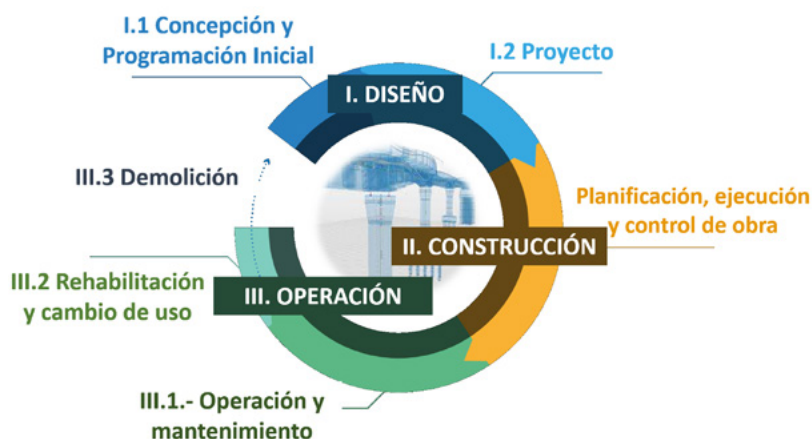 I.1 Concepción y
Programación Inicial
I.2 Proyecto
I. DISEÑO
III.3 Demolición
Planificación, ejecución
y control de obra
II. CONSTRUCCIÓN
III.2 Rehabilitación
y cambio de uso
III. OPERACIÓN
III.1.- Operación y
mantenimiento